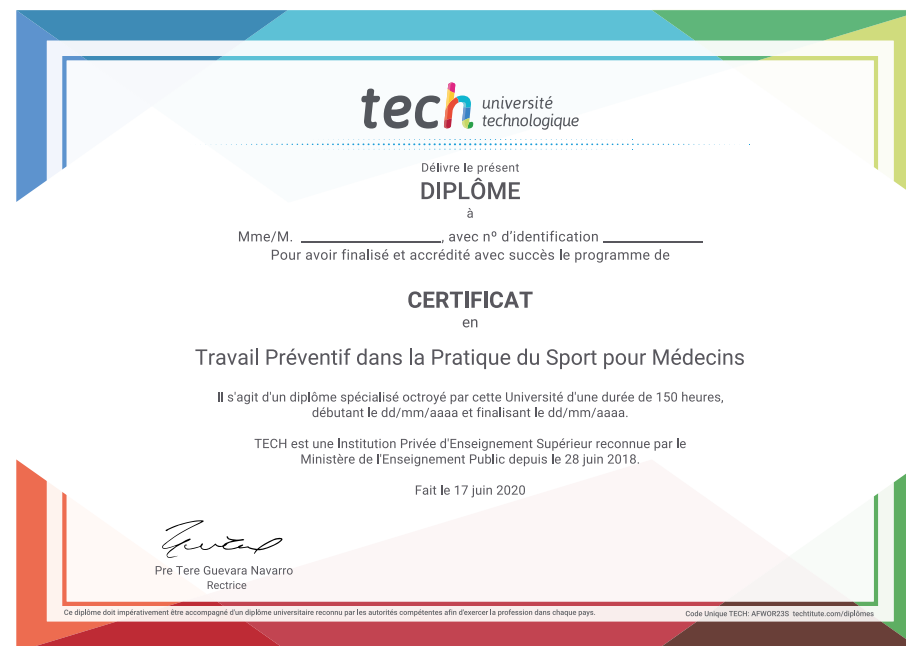 tech université
technologique
Délivre le présent
DIPLÔME
à
Mme/M. ____________________, avec nº d'identification ______________
Pour avoir finalisé et accrédité avec succès le programme de
CERTIFICAT
en
Travail Préventif dans la Pratique du Sport pour Médecins
Il s'agit d'un diplôme spécialisé octroyé par cette Université d'une durée de 150 heures,
débutant le dd/mm/aaaa et finalisant le dd/mm/aaaa.
TECH est une Institution Privée d'Enseignement Supérieur reconnue par le
Ministère de l'Enseignement Public depuis le 28 juin 2018.
Fait le 17 juin 2020
Pre Tere Guevara Navarro
Rectrice
Ce diplôme doit impérativement être accompagné d'un diplôme universitaire reconnu par les autorités compétentes afin d'exercer la profession dans chaque pays.
Code Unique TECH: AFWOR23S techtitute.com/diplômes